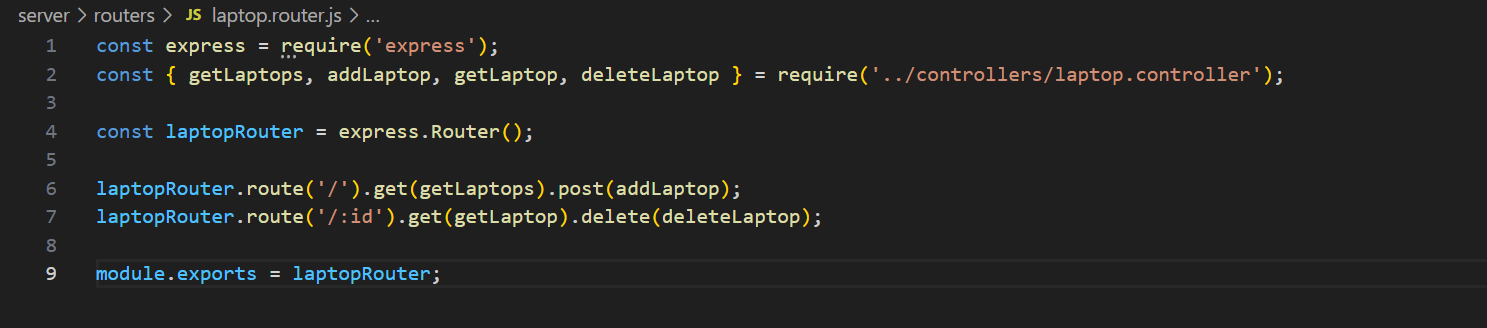 server > routers > JS laptop.router.js > ...
1 const express = require('express');
2 const { getLaptops, addLaptop, getLaptop, deleteLaptop } = require('../controllers/laptop.controller');
3
4 const laptopRouter = express.Router();
5
6 laptopRouter.route('/').get(getLaptops).post(addLaptop);
7 laptopRouter.route('/:id').get(getLaptop).delete(deleteLaptop);
8
9 module.exports = laptopRouter;